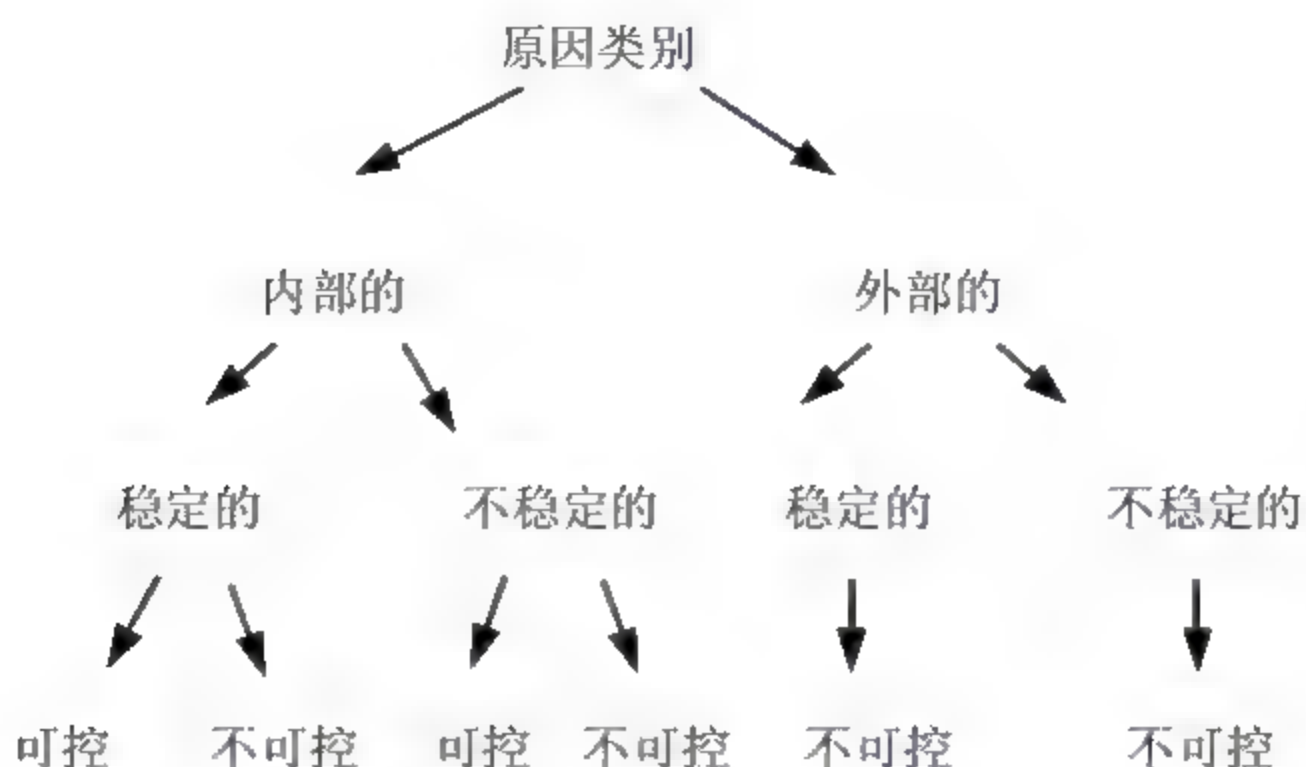 原因类别
内部的 外部的
稳定的 不稳定的 稳定的 不稳定的
可控 不可控 可控 不可控 不可控 不可控